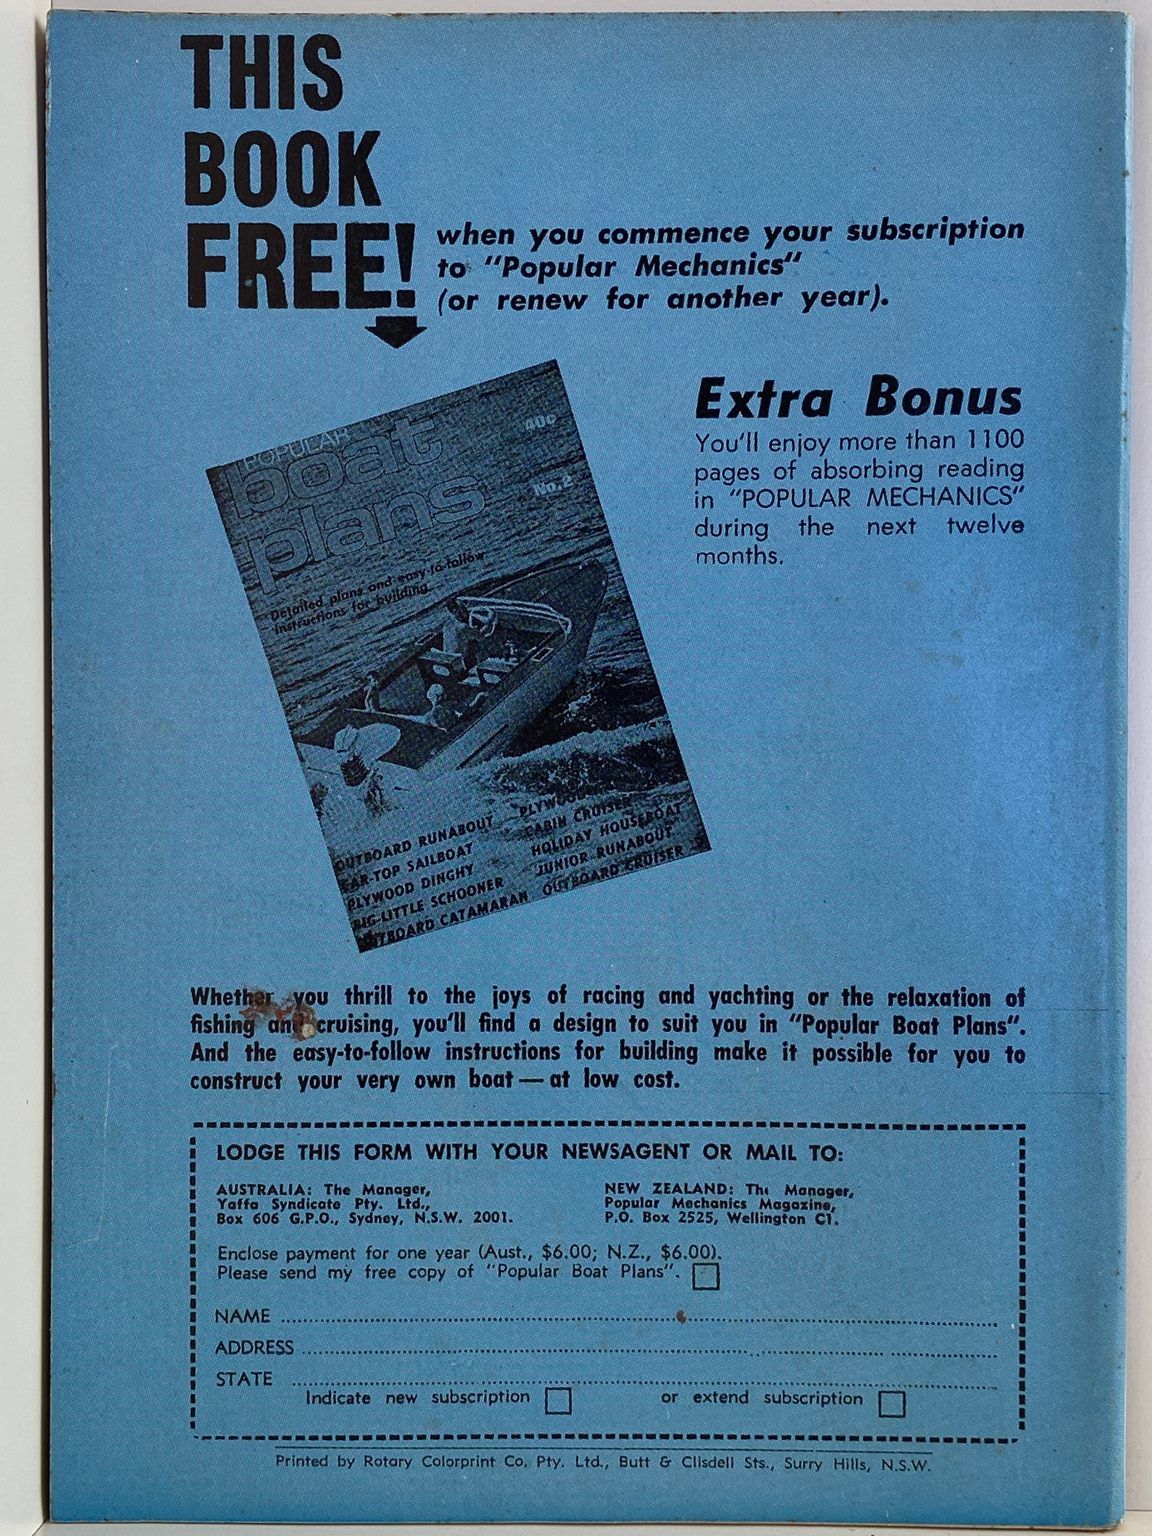 THIS
BOOK
FREE!
when you commence your subscription
to "Popular Mechanics"
(or renew for another year).
Extra Bonus
You'll enjoy more than 1100
pages of absorbing reading
in "POPULAR MECHANICS"
during the next twelve
months.
POPULAR
boat
plans
40c
No.2
Detailed plans and easy-to-follow
instructions for building
OUTBOARD RUNABOUT
CAR-TOP SAILBOAT
PLYWOOD DINGHY
BIG-LITTLE SCHOONER
OUTBOARD CATAMARAN
PLYWOOD
CABIN CRUISER
HOLIDAY HOUSEBOAT
JUNIOR RUNABOUT
OUTBOARD CRUISER
Whether you thrill to the joys of racing and yachting or the relaxation of
fishing and cruising, you'll find a design to suit you in "Popular Boat Plans".
And the easy-to-follow instructions for building make it possible for you to
construct your very own boat — at low cost.
LODGE THIS FORM WITH YOUR NEWSAGENT OR MAIL TO:
AUSTRALIA: The Manager,
Yaffa Syndicate Pty. Ltd.,
Box 606 G.P.O., Sydney, N.S.W. 2001.
NEW ZEALAND: The Manager,
Popular Mechanics Magazine,
P.O. Box 2525, Wellington C1.
Enclose payment for one year (Aust., $6.00; N.Z., $6.00).
Please send my free copy of "Popular Boat Plans".
NAME
ADDRESS
STATE
Indicate new subscription or extend subscription
Printed by Rotary Colorprint Co. Pty. Ltd., Butt & Clisdell Sts., Surry Hills, N.S.W.